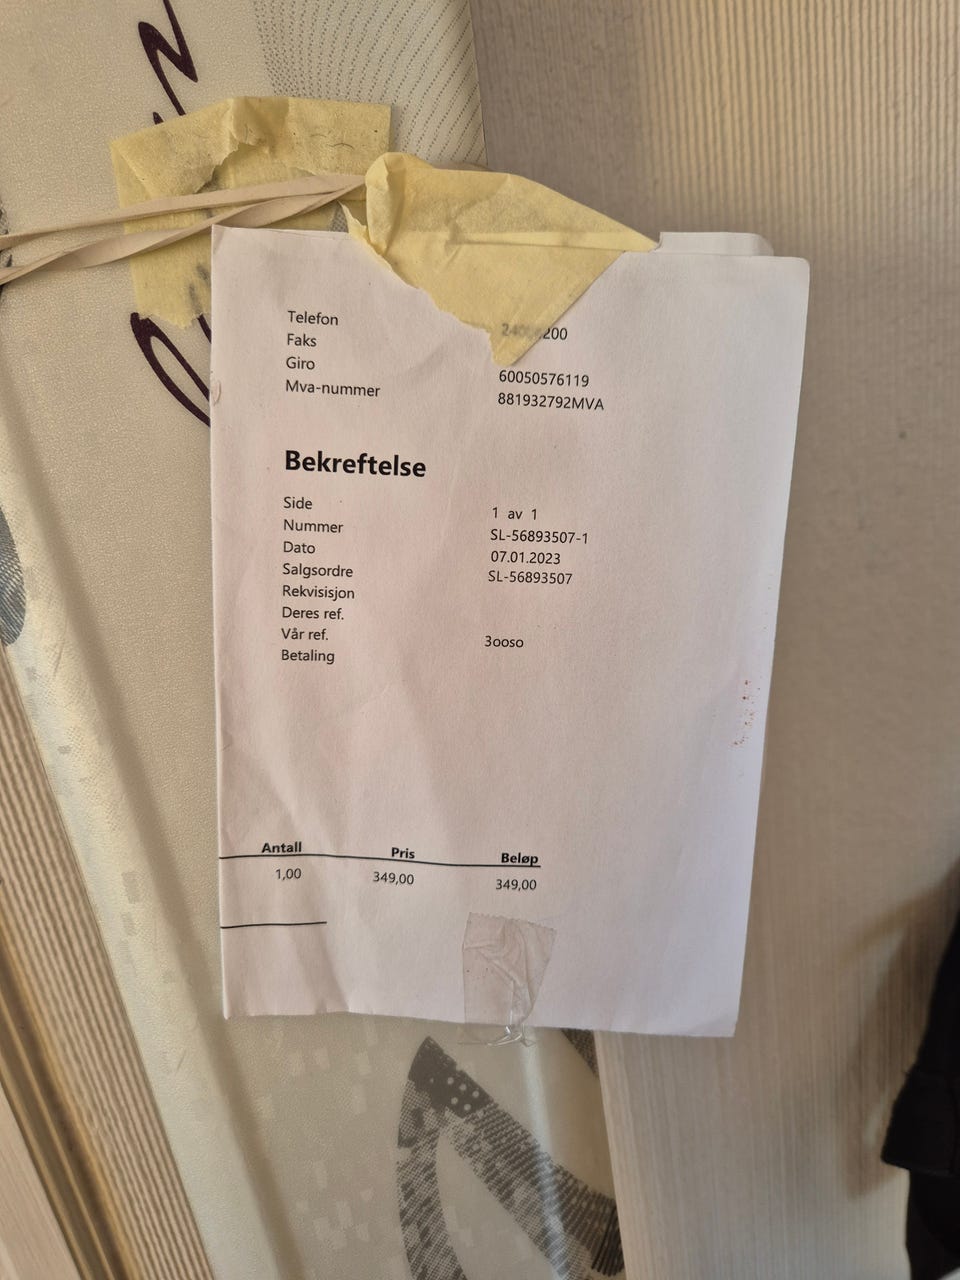 Telefon 200
Faks
Giro 60050576119
Mva-nummer 881932792MVA
Bekreftelse
Side 1 av 1
Nummer SL-56893507-1
Dato 07.01.2023
Salgsordre SL-56893507
Rekvisisjon
Deres ref.
Vår ref. 3ooso
Betaling
Antall Pris Beløp
1,00 349,00 349,00